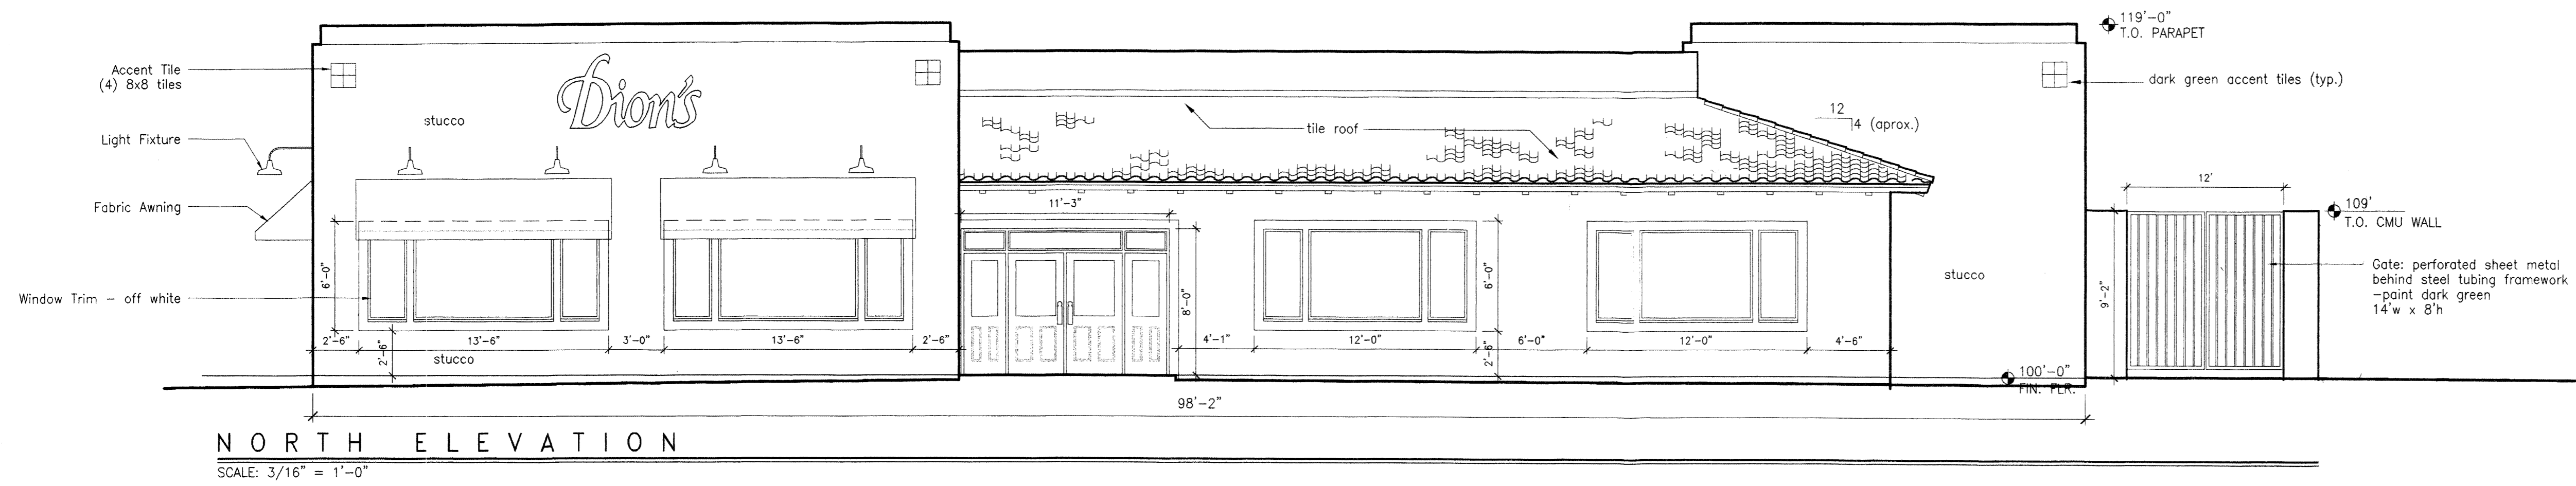 119'-0"
T.O. PARAPET
Accent Tile
(4) 8x8 tiles
Dion's
dark green accent tiles (typ.)
stucco
12
4 (aprox.)
tile roof
Light Fixture
Fabric Awning
11'-3"
12'
109'
T.O. CMU WALL
Gate: perforated sheet metal
behind steel tubing framework
-paint dark green
14'w x 8'h
stucco
Window Trim - off white
6'-0"
8'-0"
6'-0"
9'-2"
2'-6"
13'-6"
3'-0"
13'-6"
2'-6"
4'-1"
12'-0"
6'-0"
12'-0"
4'-6"
2'-6"
stucco
2'-6"
100'-0"
FIN. FLR.
98'-2"
NORTH ELEVATION
SCALE: 3/16" = 1'-0"